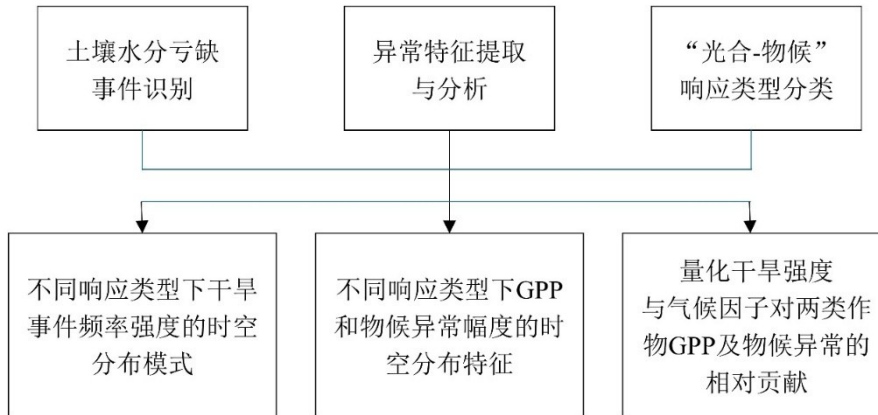 土壤水分亏缺
事件识别
异常特征提取
与分析
“光合-物候”
响应类型分类
不同响应类型下干旱
事件频率强度的时空
分布模式
不同响应类型下GPP
和物候异常幅度的时
空分布特征
量化干旱强度
与气候因子对两类作
物GPP及物候异常的
相对贡献